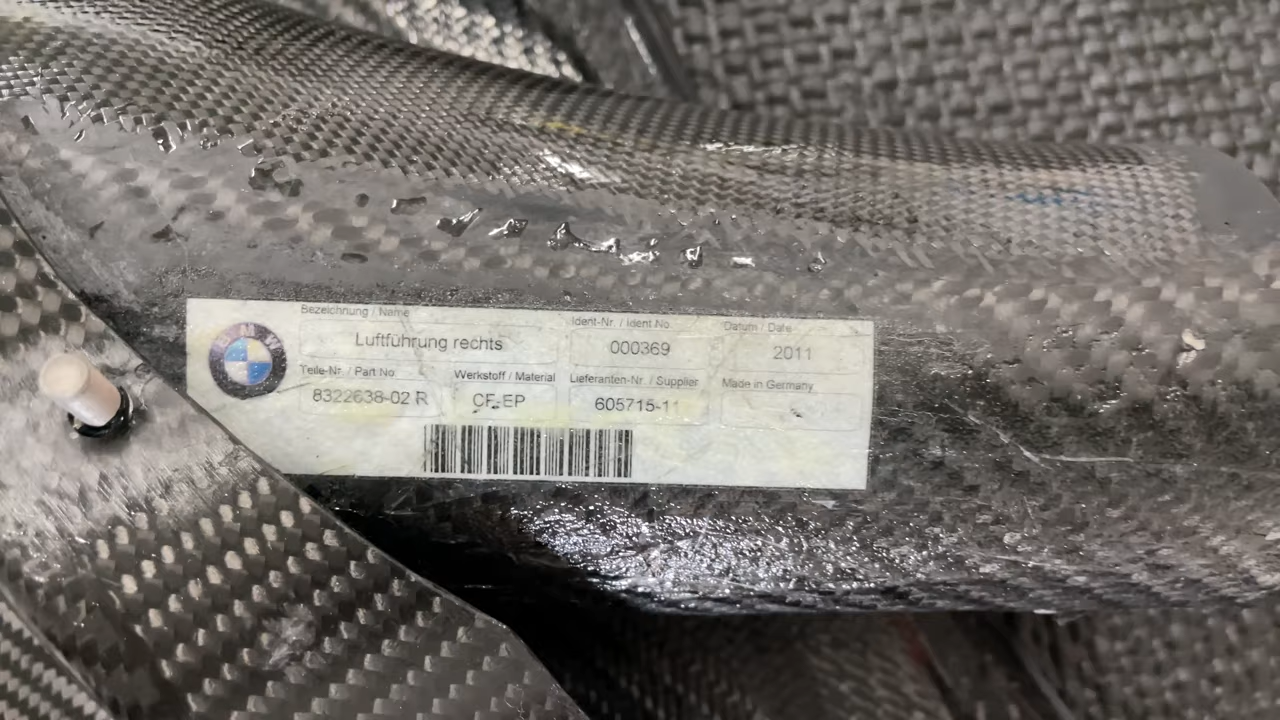 BMW
Bezeichnung / Name
Luftführung rechts
Ident-Nr. / Ident No.
000369
Datum / Date
2011
Teile-Nr. / Part No.
8322638-02 R
Werkstoff / Material
CF-EP
Lieferanten-Nr. / Supplier
605715-11
Made in Germany